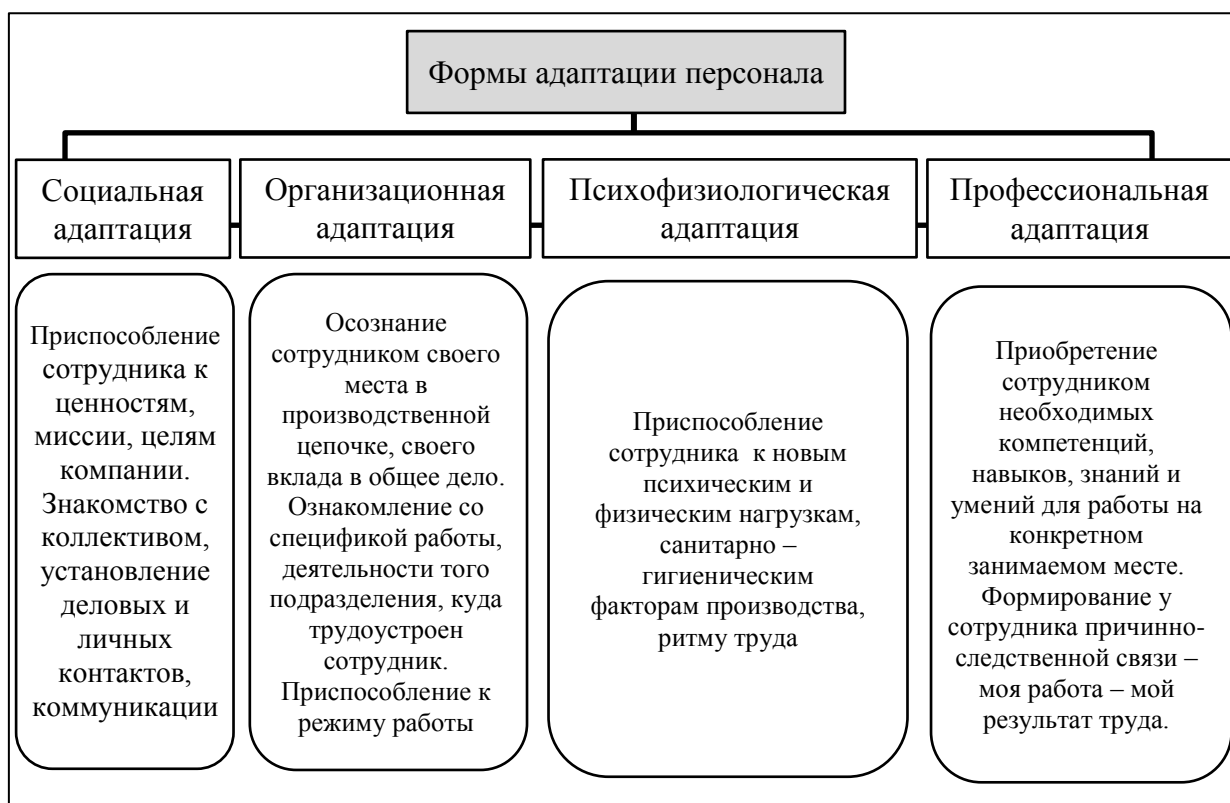 Формы адаптации персонала
Социальная
адаптация
Организационная
адаптация
Психофизиологическая
адаптация
Профессиональная
адаптация
Приспособление
сотрудника к
ценностям,
миссии, целям
компании.
Знакомство с
коллективом,
установление
деловых и
личных
контактов,
коммуникации
Осознание
сотрудником своего
места в
производственной
цепочке, своего
вклада в общее дело.
Ознакомление со
спецификой работы,
деятельности того
подразделения, куда
трудоустроен
сотрудник.
Приспособление к
режиму работы
Приспособление
сотрудника к новым
психическим и
физическим нагрузкам,
санитарно –
гигиеническим
факторам производства,
ритму труда
Приобретение
сотрудником
необходимых
компетенций,
навыков, знаний и
умений для работы на
конкретном
занимаемом месте.
Формирование у
сотрудника причинно-
следственной связи –
моя работа – мой
результат труда.